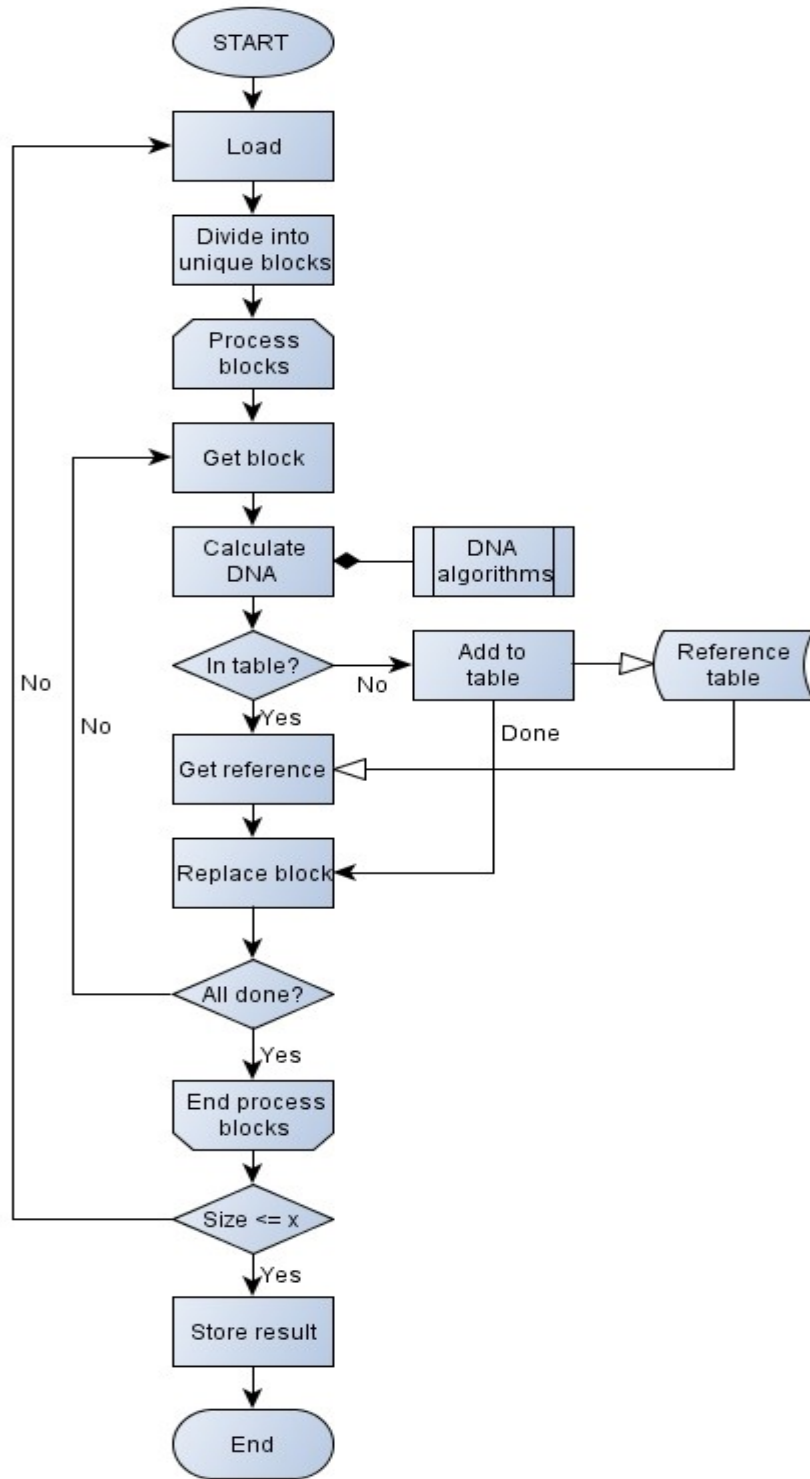 START
Load
Divide into
unique blocks
Process
blocks
Get block
Calculate
DNA
DNA
algorithms
In table?
No
Add to
table
Reference
table
No
No
Yes
Done
Get reference
Replace block
All done?
Yes
End process
blocks
Size <= x
Yes
Store result
End